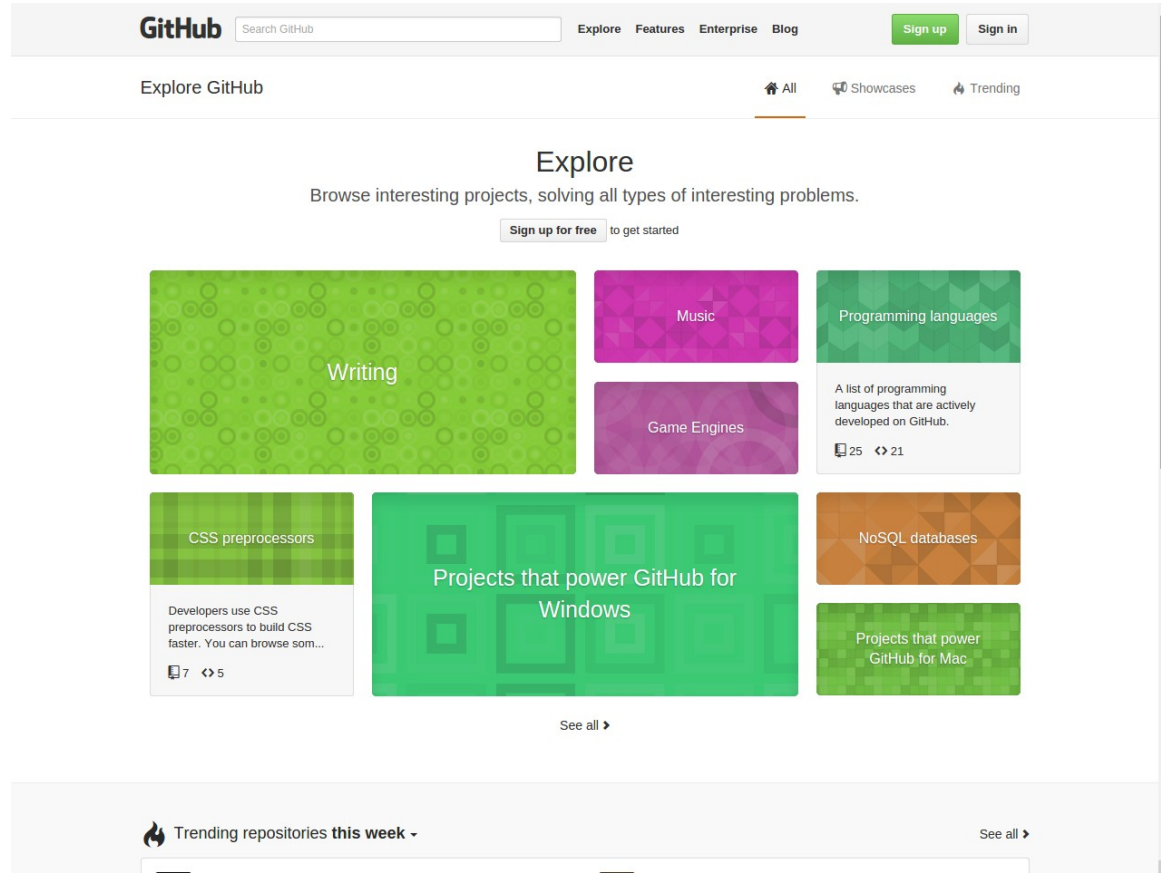 GitHub
Search GitHub
Explore Features Enterprise Blog
Sign up
Sign in
Explore GitHub
All
Showcases
Trending
Explore
Browse interesting projects, solving all types of interesting problems.
Sign up for free to get started
Writing
Music
Game Engines
Programming languages
A list of programming
languages that are actively
developed on GitHub.
25 21
CSS preprocessors
Developers use CSS
preprocessors to build CSS
faster. You can browse som...
7 5
Projects that power GitHub for
Windows
NoSQL databases
Projects that power
GitHub for Mac
See all
Trending repositories this week
See all